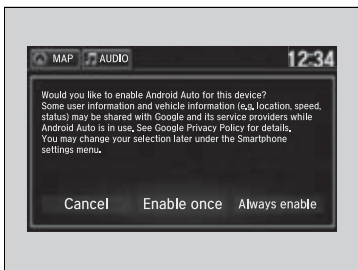 MAP AUDIO 12:34
Would you like to enable Android Auto for this device?
Some user information and vehicle information (e.g. location, speed,
status) may be shared with Google and its service providers while
Android Auto is in use. See Google Privacy Policy for details.
You may change your selection later under the Smartphone
settings menu.
Cancel Enable once Always enable